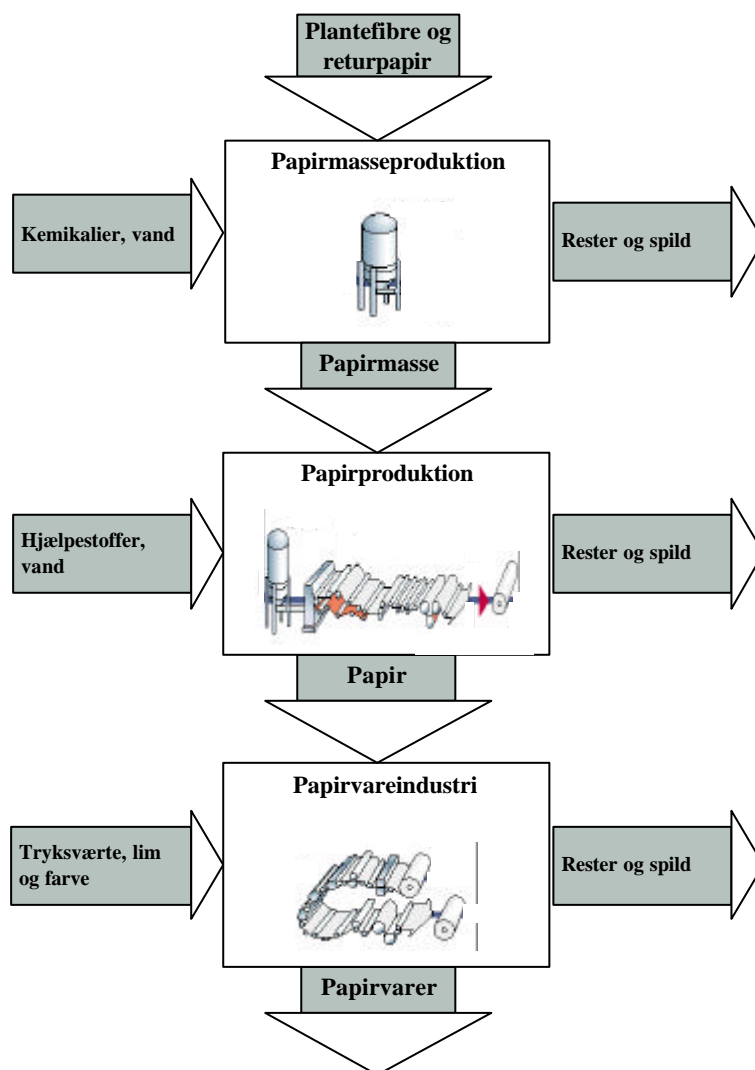 Plantefibre og
returpapir
Papirmasseproduktion
Kemikalier, vand
Rester og spild
Papirmasse
Papirproduktion
Hjælpestoffer,
vand
Rester og spild
Papir
Papirvareindustri
Tryksværte, lim
og farve
Rester og spild
Papirvarer